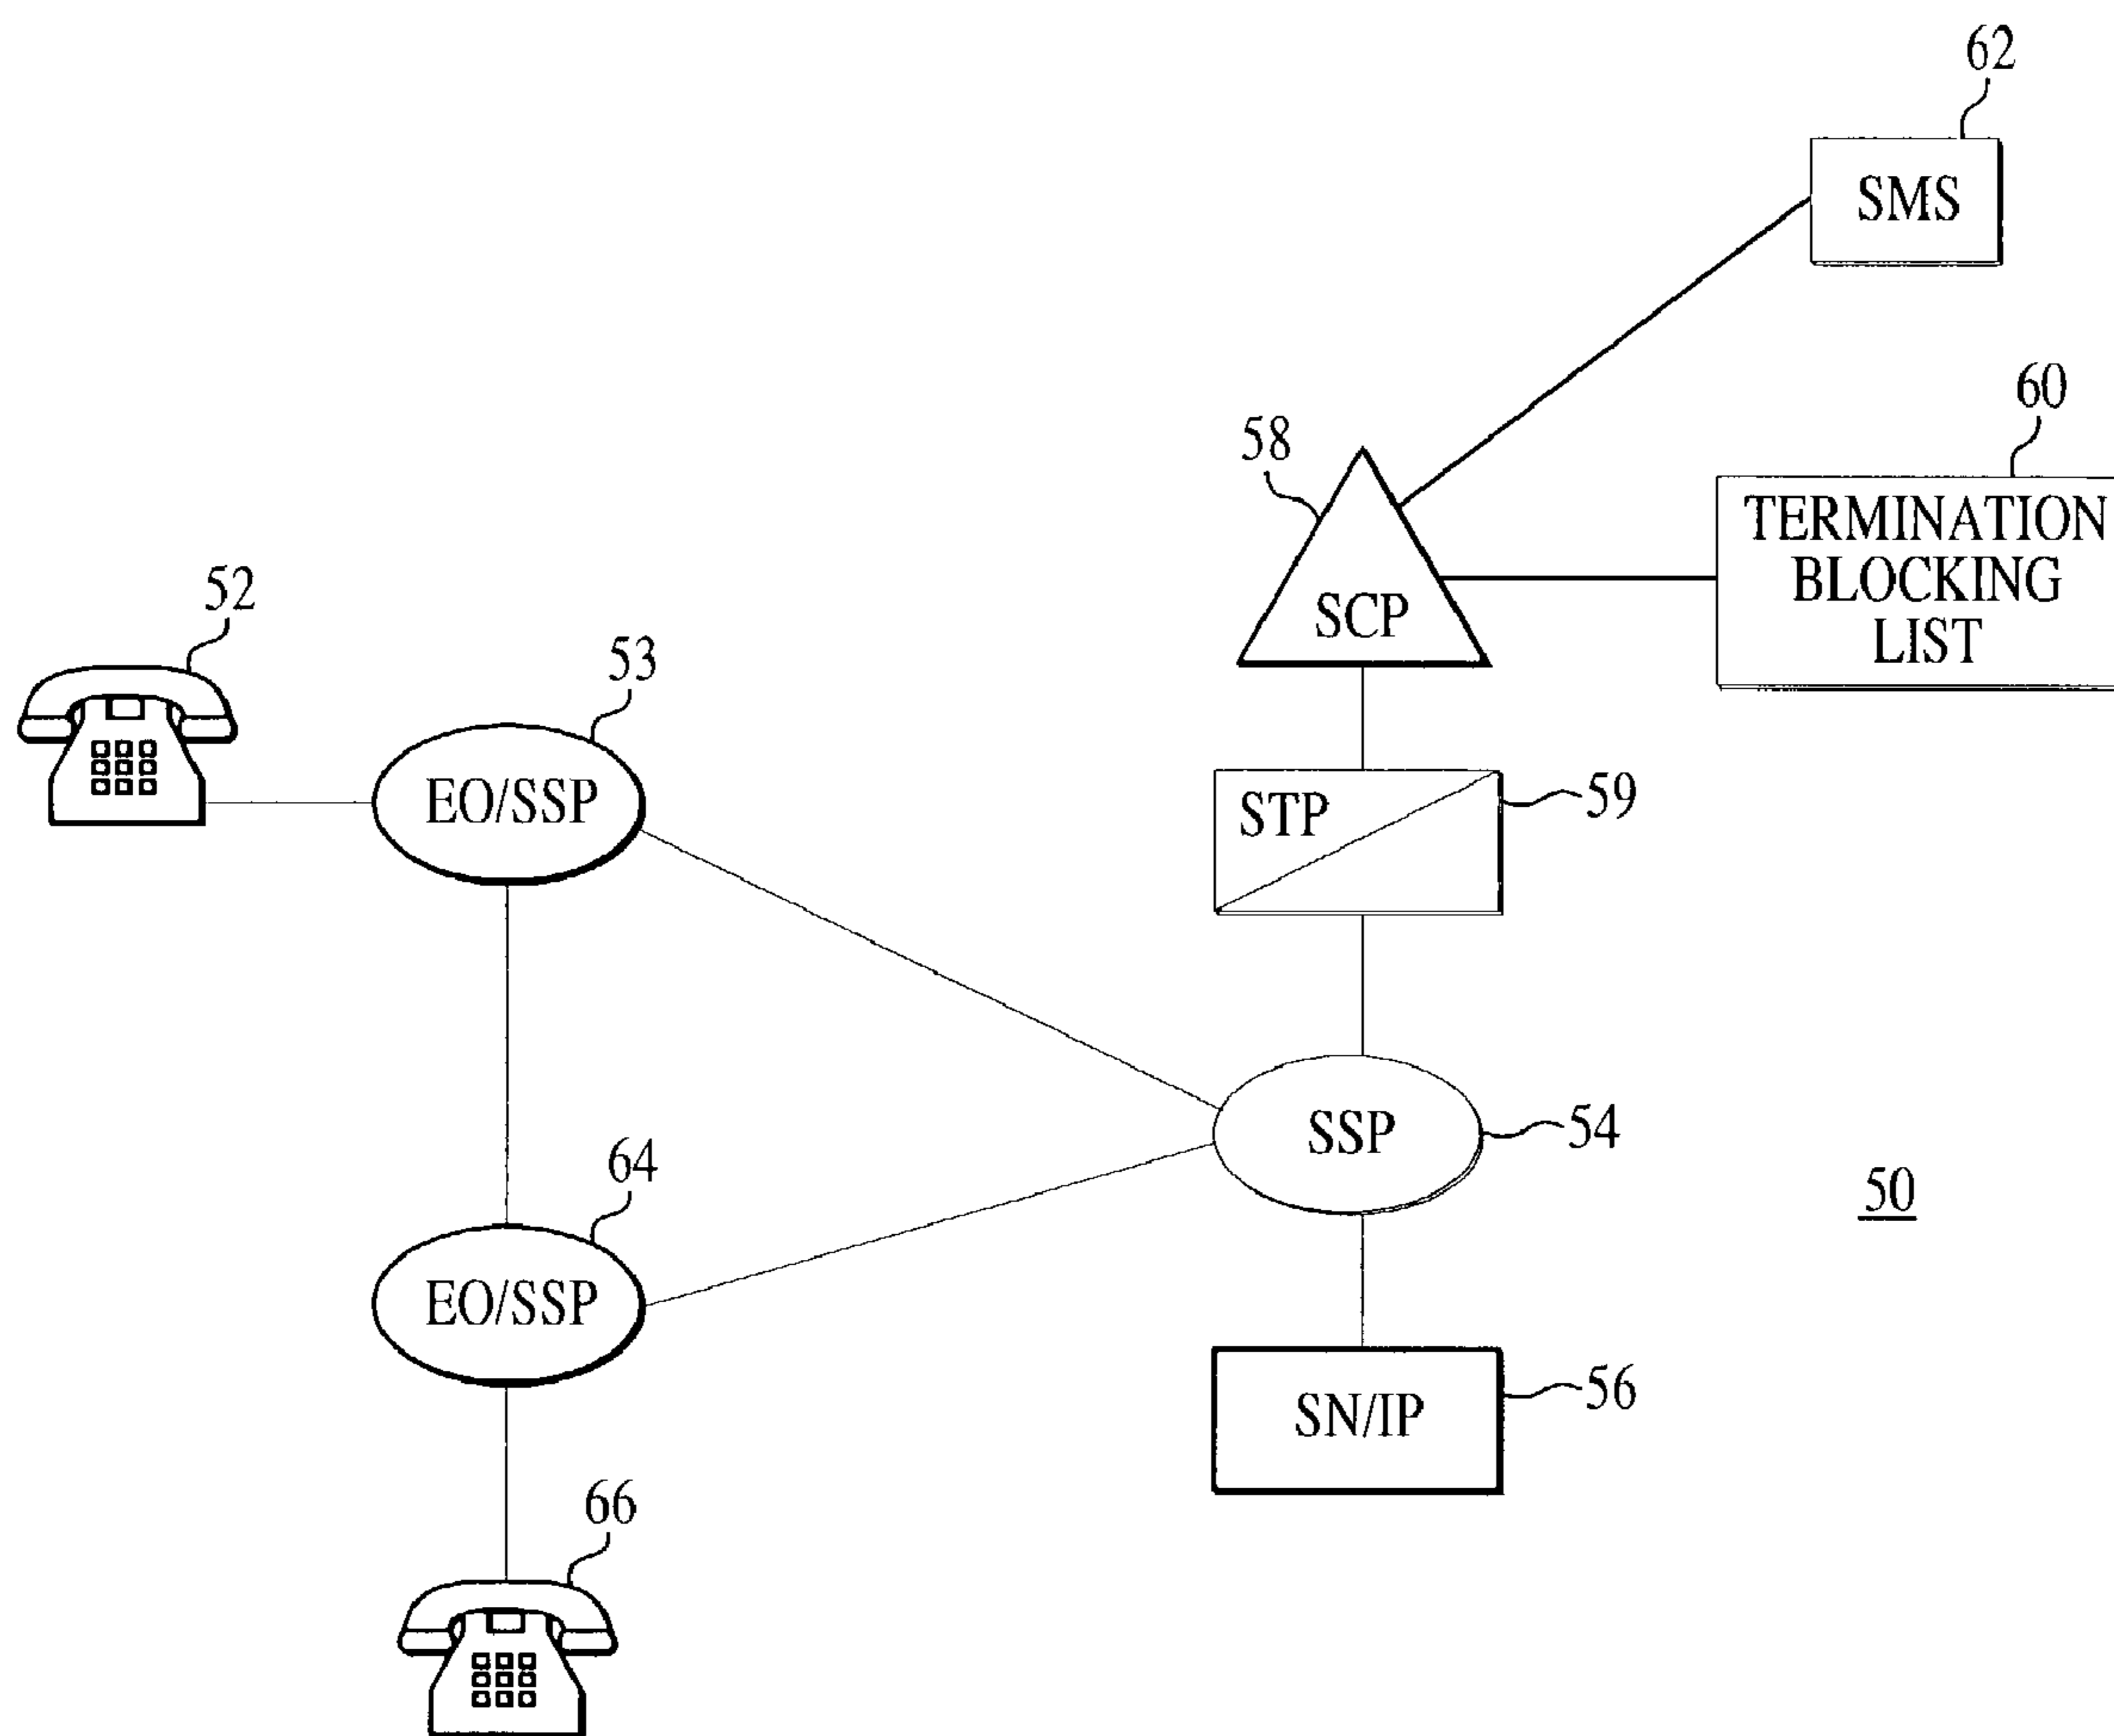 62
SMS
60
58
TERMINATION
BLOCKING
LIST
SCP
52
53
EO/SSP
STP
59
64
SSP
54
50
EO/SSP
SN/IP
56
66